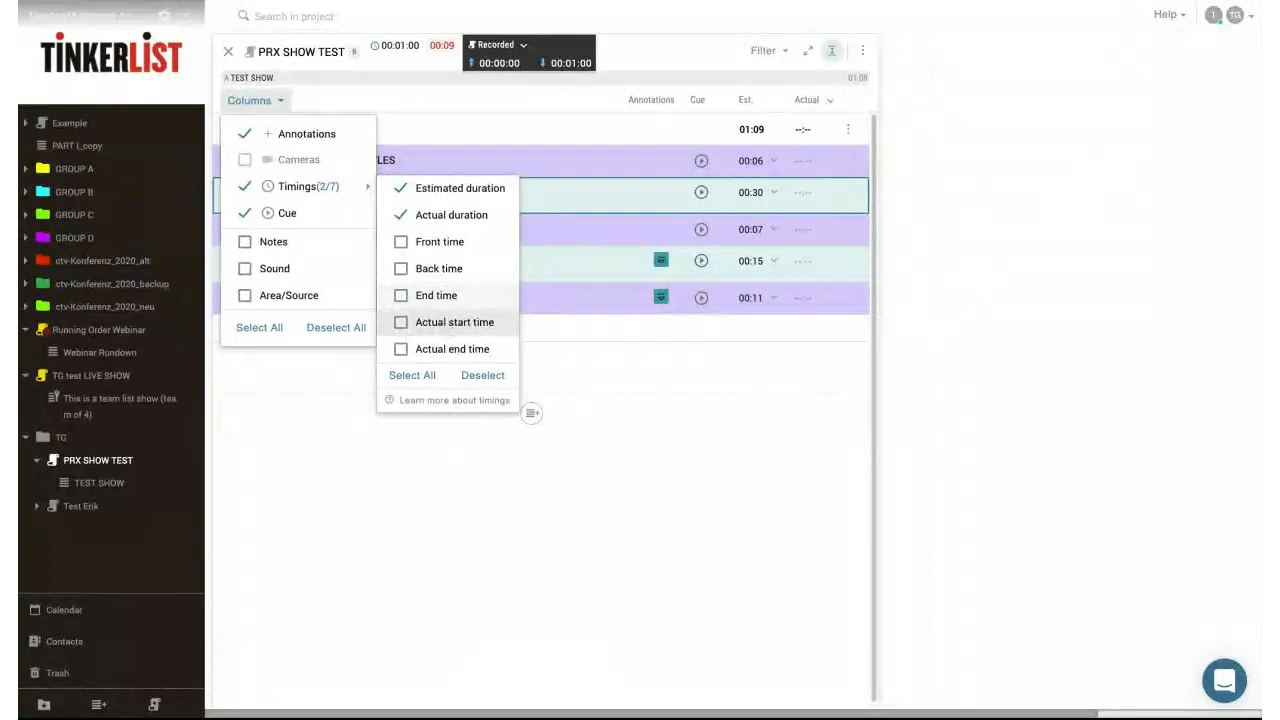 Search in project
Help
1
TG
TiNKERLiST
PRX SHOW TEST
6
00:01:00
00:09
Recorded
00:00:00
00:01:00
Filter
A TEST SHOW
01:09
Columns
Annotations
Cue
Est.
Actual
01:09
--:--
LES
00:06
--:--
00:30
--:--
00:07
--:--
00:15
--:--
00:11
--:--
Annotations
Cameras
Timings(2/7)
Cue
Notes
Sound
Area/Source
Select All
Deselect All
Estimated duration
Actual duration
Front time
Back time
End time
Actual start time
Actual end time
Select All
Deselect
Learn more about timings
Example
PART I_copy
GROUP A
GROUP B
GROUP C
GROUP D
ctv-Konferenz_2020_alt
ctv-Konferenz_2020_backup
ctv-Konferenz_2020_neu
Running Order Webinar
Webinar Rundown
TG test LIVE SHOW
This is a team list show (tea
m of 4)
TG
PRX SHOW TEST
TEST SHOW
Test Erik
Calendar
Contacts
Trash